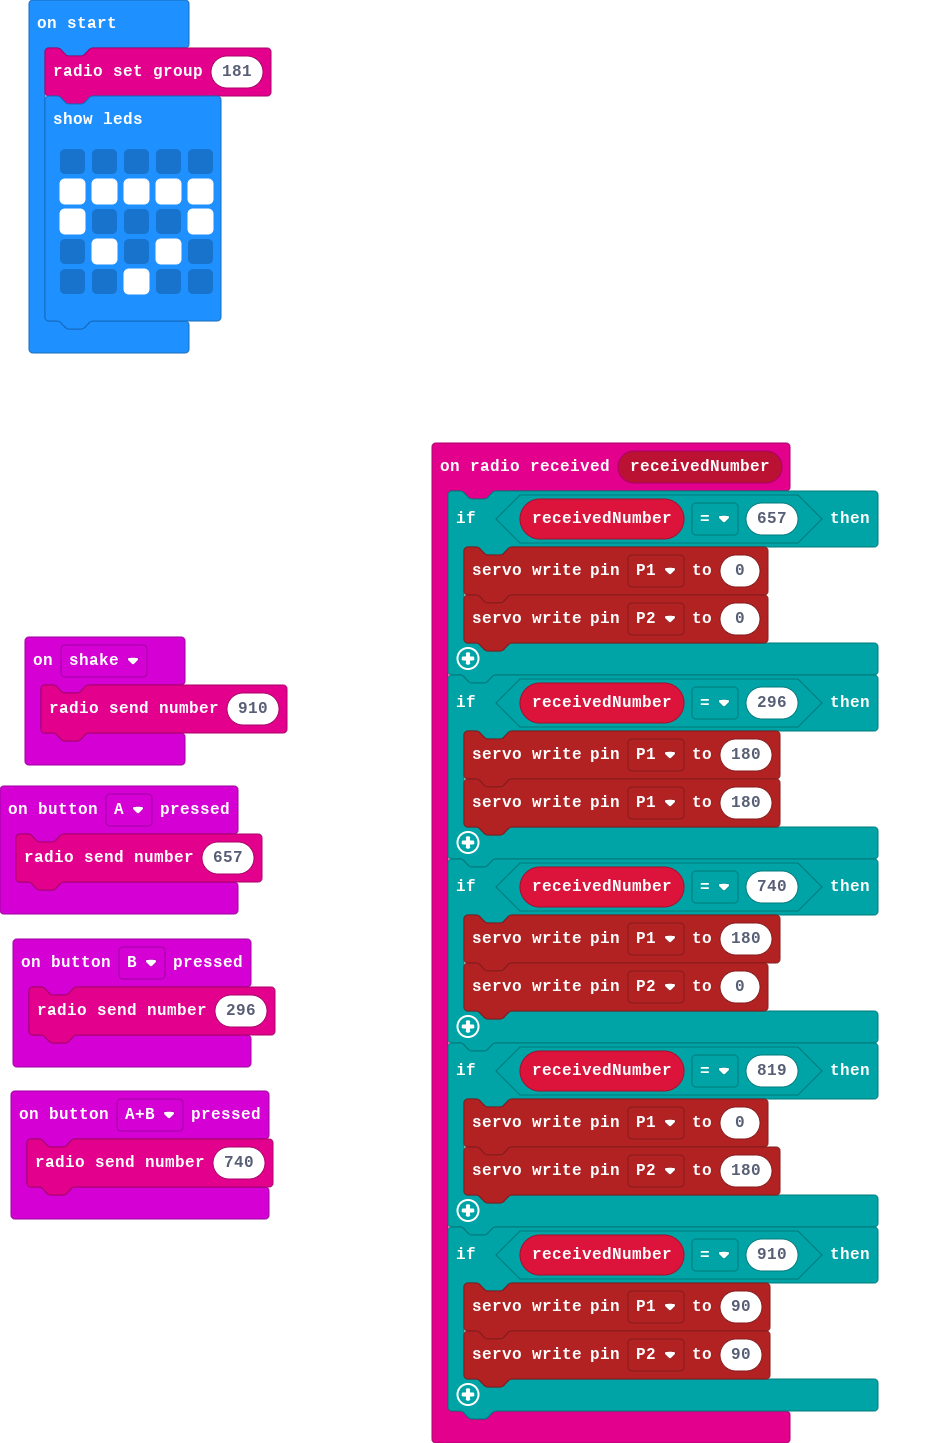 on start
radio set group 181
show leds
on radio received receivedNumber
if receivedNumber = 657 then
servo write pin P1 to 0
servo write pin P2 to 0
if receivedNumber = 296 then
servo write pin P1 to 180
servo write pin P1 to 180
if receivedNumber = 740 then
servo write pin P1 to 180
servo write pin P2 to 0
if receivedNumber = 819 then
servo write pin P1 to 0
servo write pin P2 to 180
if receivedNumber = 910 then
servo write pin P1 to 90
servo write pin P2 to 90
on shake
radio send number 910
on button A pressed
radio send number 657
on button B pressed
radio send number 296
on button A+B pressed
radio send number 740